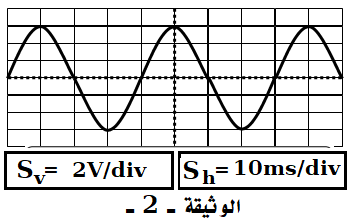 Sv= 2V/div
Sh= 10ms/div
الوثيقة - 2 -